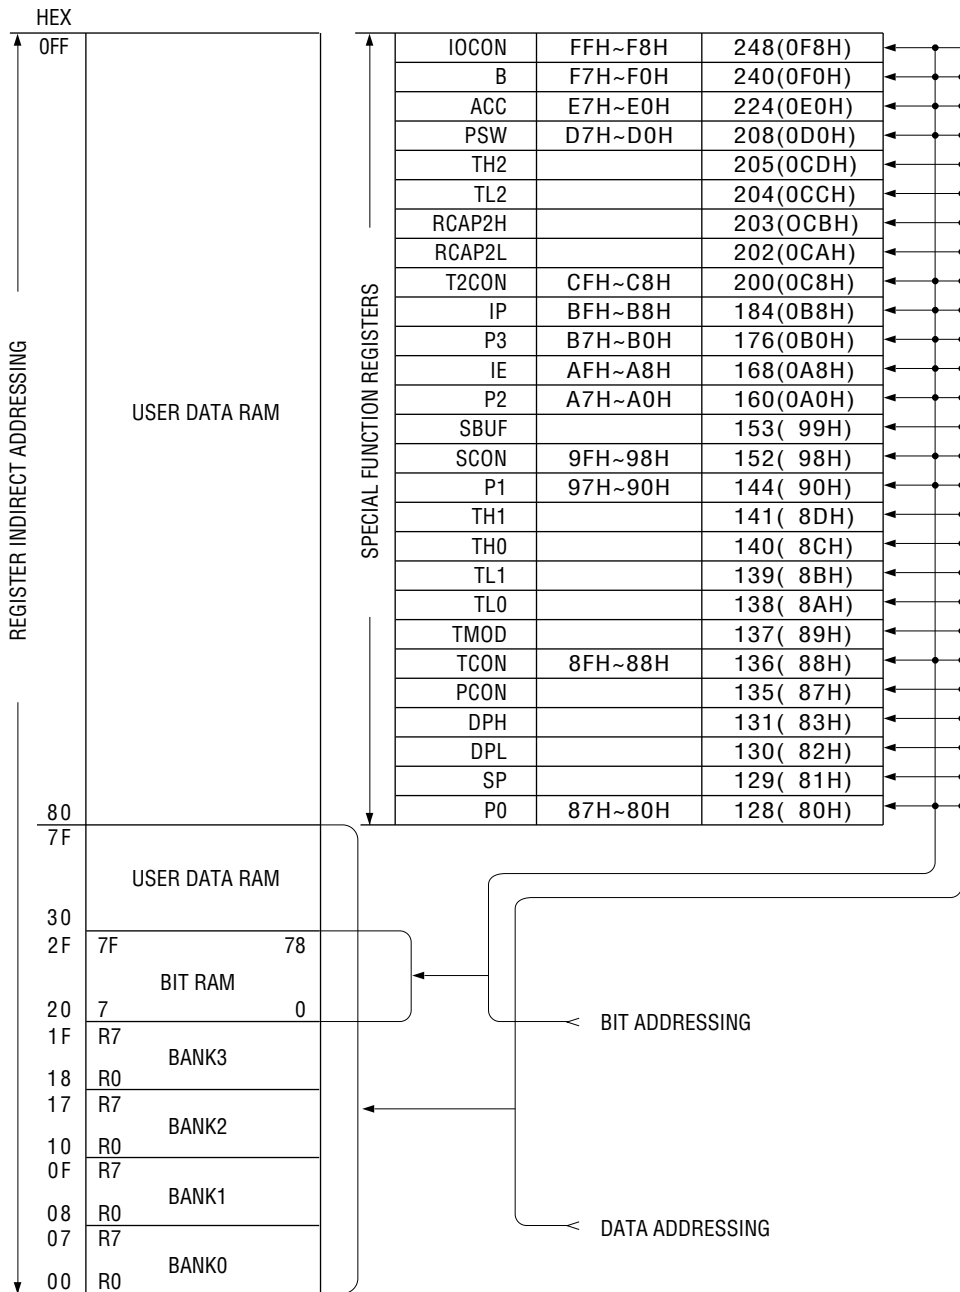 HEX
0FF
IOCON FFH~F8H 248(0F8H)
B F7H~F0H 240(0F0H)
ACC E7H~E0H 224(0E0H)
PSW D7H~D0H 208(0D0H)
TH2 205(0CDH)
TL2 204(0CCH)
RCAP2H 203(0CBH)
RCAP2L 202(0CAH)
T2CON CFH~C8H 200(0C8H)
IP BFH~B8H 184(0B8H)
P3 B7H~B0H 176(0B0H)
IE AFH~A8H 168(0A8H)
P2 A7H~A0H 160(0A0H)
SBUF 153( 99H)
SCON 9FH~98H 152( 98H)
P1 97H~90H 144( 90H)
TH1 141( 8DH)
TH0 140( 8CH)
TL1 139( 8BH)
TL0 138( 8AH)
TMOD 137( 89H)
TCON 8FH~88H 136( 88H)
PCON 135( 87H)
DPH 131( 83H)
DPL 130( 82H)
SP 129( 81H)
P0 87H~80H 128( 80H)
REGISTER INDIRECT ADDRESSING
USER DATA RAM
SPECIAL FUNCTION REGISTERS
80
7F
USER DATA RAM
30
2F 7F 78
BIT RAM
20 7 0
BIT ADDRESSING
1F R7
BANK3
18 R0
17 R7
BANK2
10 R0
0F R7
BANK1
08 R0
DATA ADDRESSING
07 R7
BANK0
00 R0